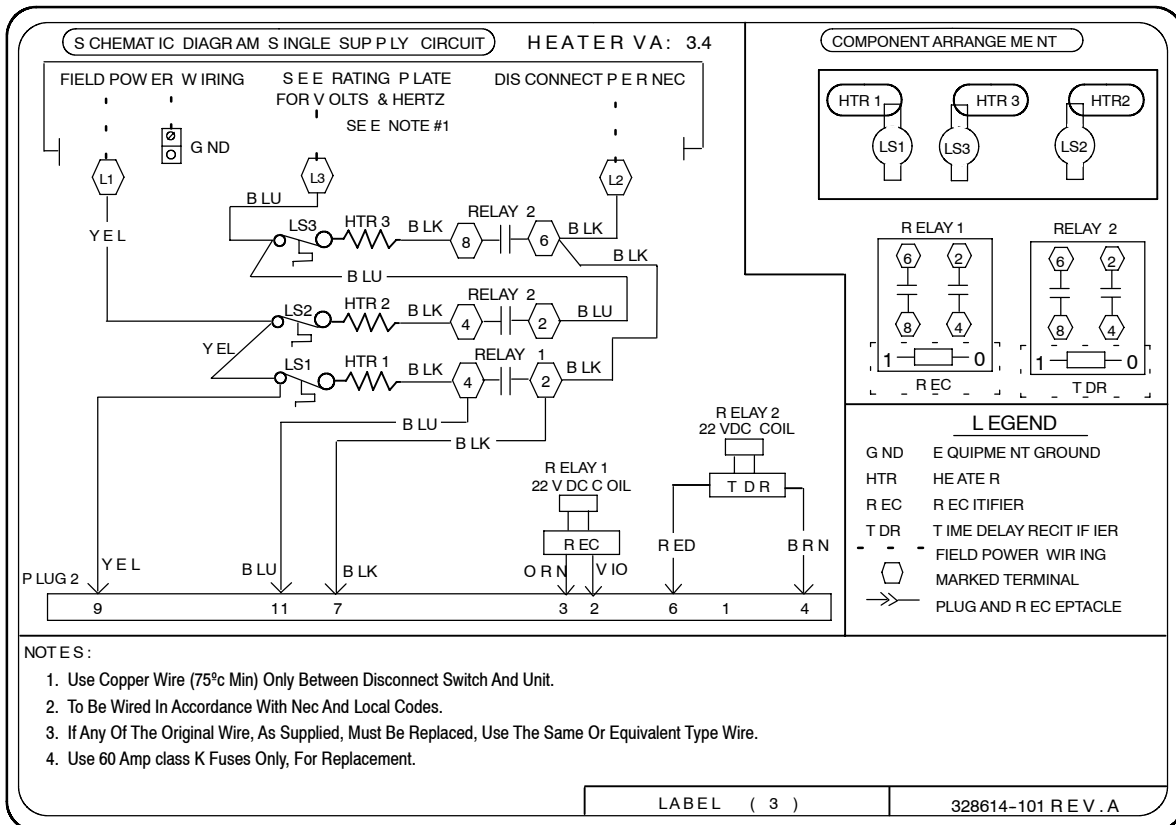 SCHEMATIC DIAGRAM SINGLE SUPPLY CIRCUIT
HEATER VA: 3.4
FIELD POWER WIRING
SEE RATING PLATE
FOR VOLTS & HERTZ
SEE NOTE #1
DISCONNECT PER NEC
GND
L1
L3
L2
BLU
YEL
LS3
HTR 3
BLK
8
RELAY 2
6
BLK
BLK
BLU
LS2
HTR 2
BLK
4
RELAY 2
2
BLU
YEL
LS1
HTR 1
BLK
4
RELAY 1
2
BLK
BLU
BLK
RELAY 1
22 VDC COIL
REC
RELAY 2
22 VDC COIL
TDR
PLUG 2
YEL
BLU
BLK
ORN
VIO
RED
BRN
9
11
7
3
2
6
1
4
COMPONENT ARRANGEMENT
HTR 1
HTR 3
HTR2
LS1
LS3
LS2
RELAY 1
6
2
8
4
1
0
REC
RELAY 2
6
2
8
4
1
0
TDR
LEGEND
GND EQUIPMENT GROUND
HTR HEATER
REC RECITIFIER
TDR TIME DELAY RECITIFIER
FIELD POWER WIRING
MARKED TERMINAL
PLUG AND RECEPTACLE
NOTES:
1. Use Copper Wire (75ºc Min) Only Between Disconnect Switch And Unit.
2. To Be Wired In Accordance With Nec And Local Codes.
3. If Any Of The Original Wire, As Supplied, Must Be Replaced, Use The Same Or Equivalent Type Wire.
4. Use 60 Amp class K Fuses Only, For Replacement.
LABEL ( 3 )
328614-101 REV. A